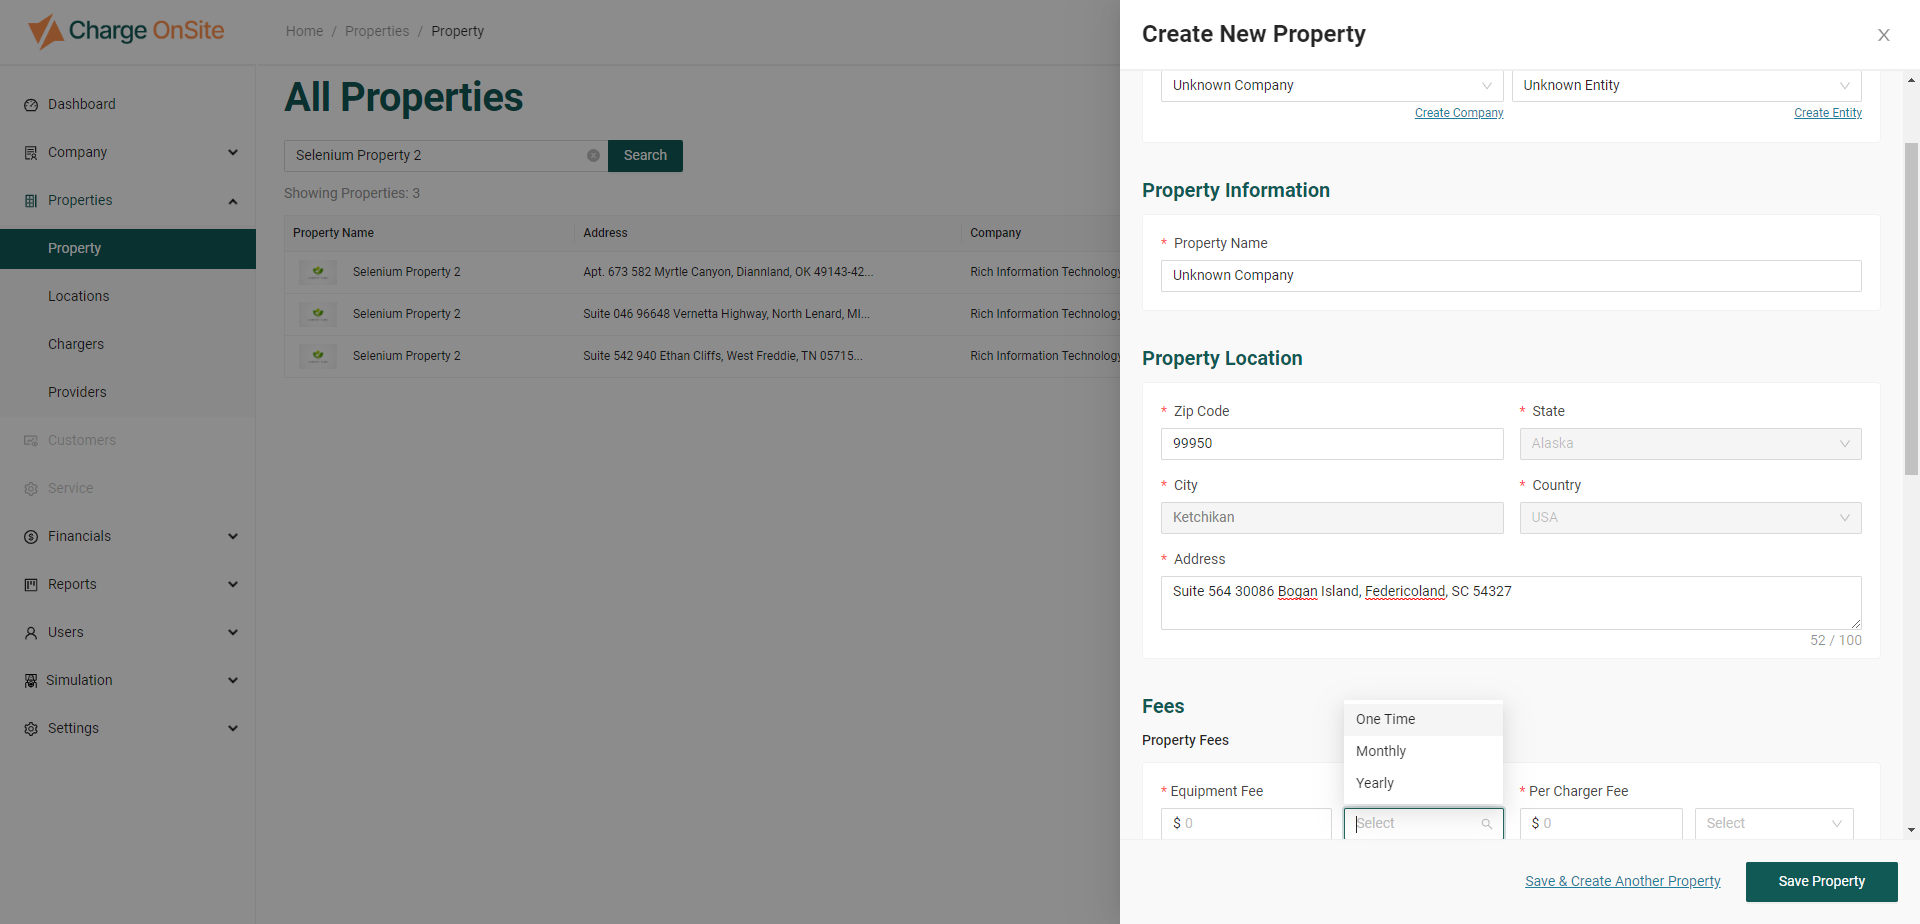 Charge OnSite
Home / Properties / Property
Dashboard
Company
Properties
Property
Locations
Chargers
Providers
Customers
Service
Financials
Reports
Users
Simulation
Settings
All Properties
Selenium Property 2
Search
Showing Properties: 3
Property Name Address Company
Selenium Property 2 Apt. 673 582 Myrtle Canyon, Diannland, OK 49143-42... Rich Information Technology
Selenium Property 2 Suite 046 96648 Vernetta Highway, North Lenard, MI... Rich Information Technology
Selenium Property 2 Suite 542 940 Ethan Cliffs, West Freddie, TN 05715... Rich Information Technology
Create New Property
Unknown Company Unknown Entity
Create Company Create Entity
Property Information
* Property Name
Unknown Company
Property Location
* Zip Code * State
99950 Alaska
* City * Country
Ketchikan USA
* Address
Suite 564 30086 Bogan Island, Federicoland, SC 54327
52 / 100
Fees
Property Fees
One Time
Monthly
Yearly
* Equipment Fee * Per Charger Fee
$ 0 Select $ 0 Select
Save & Create Another Property Save Property